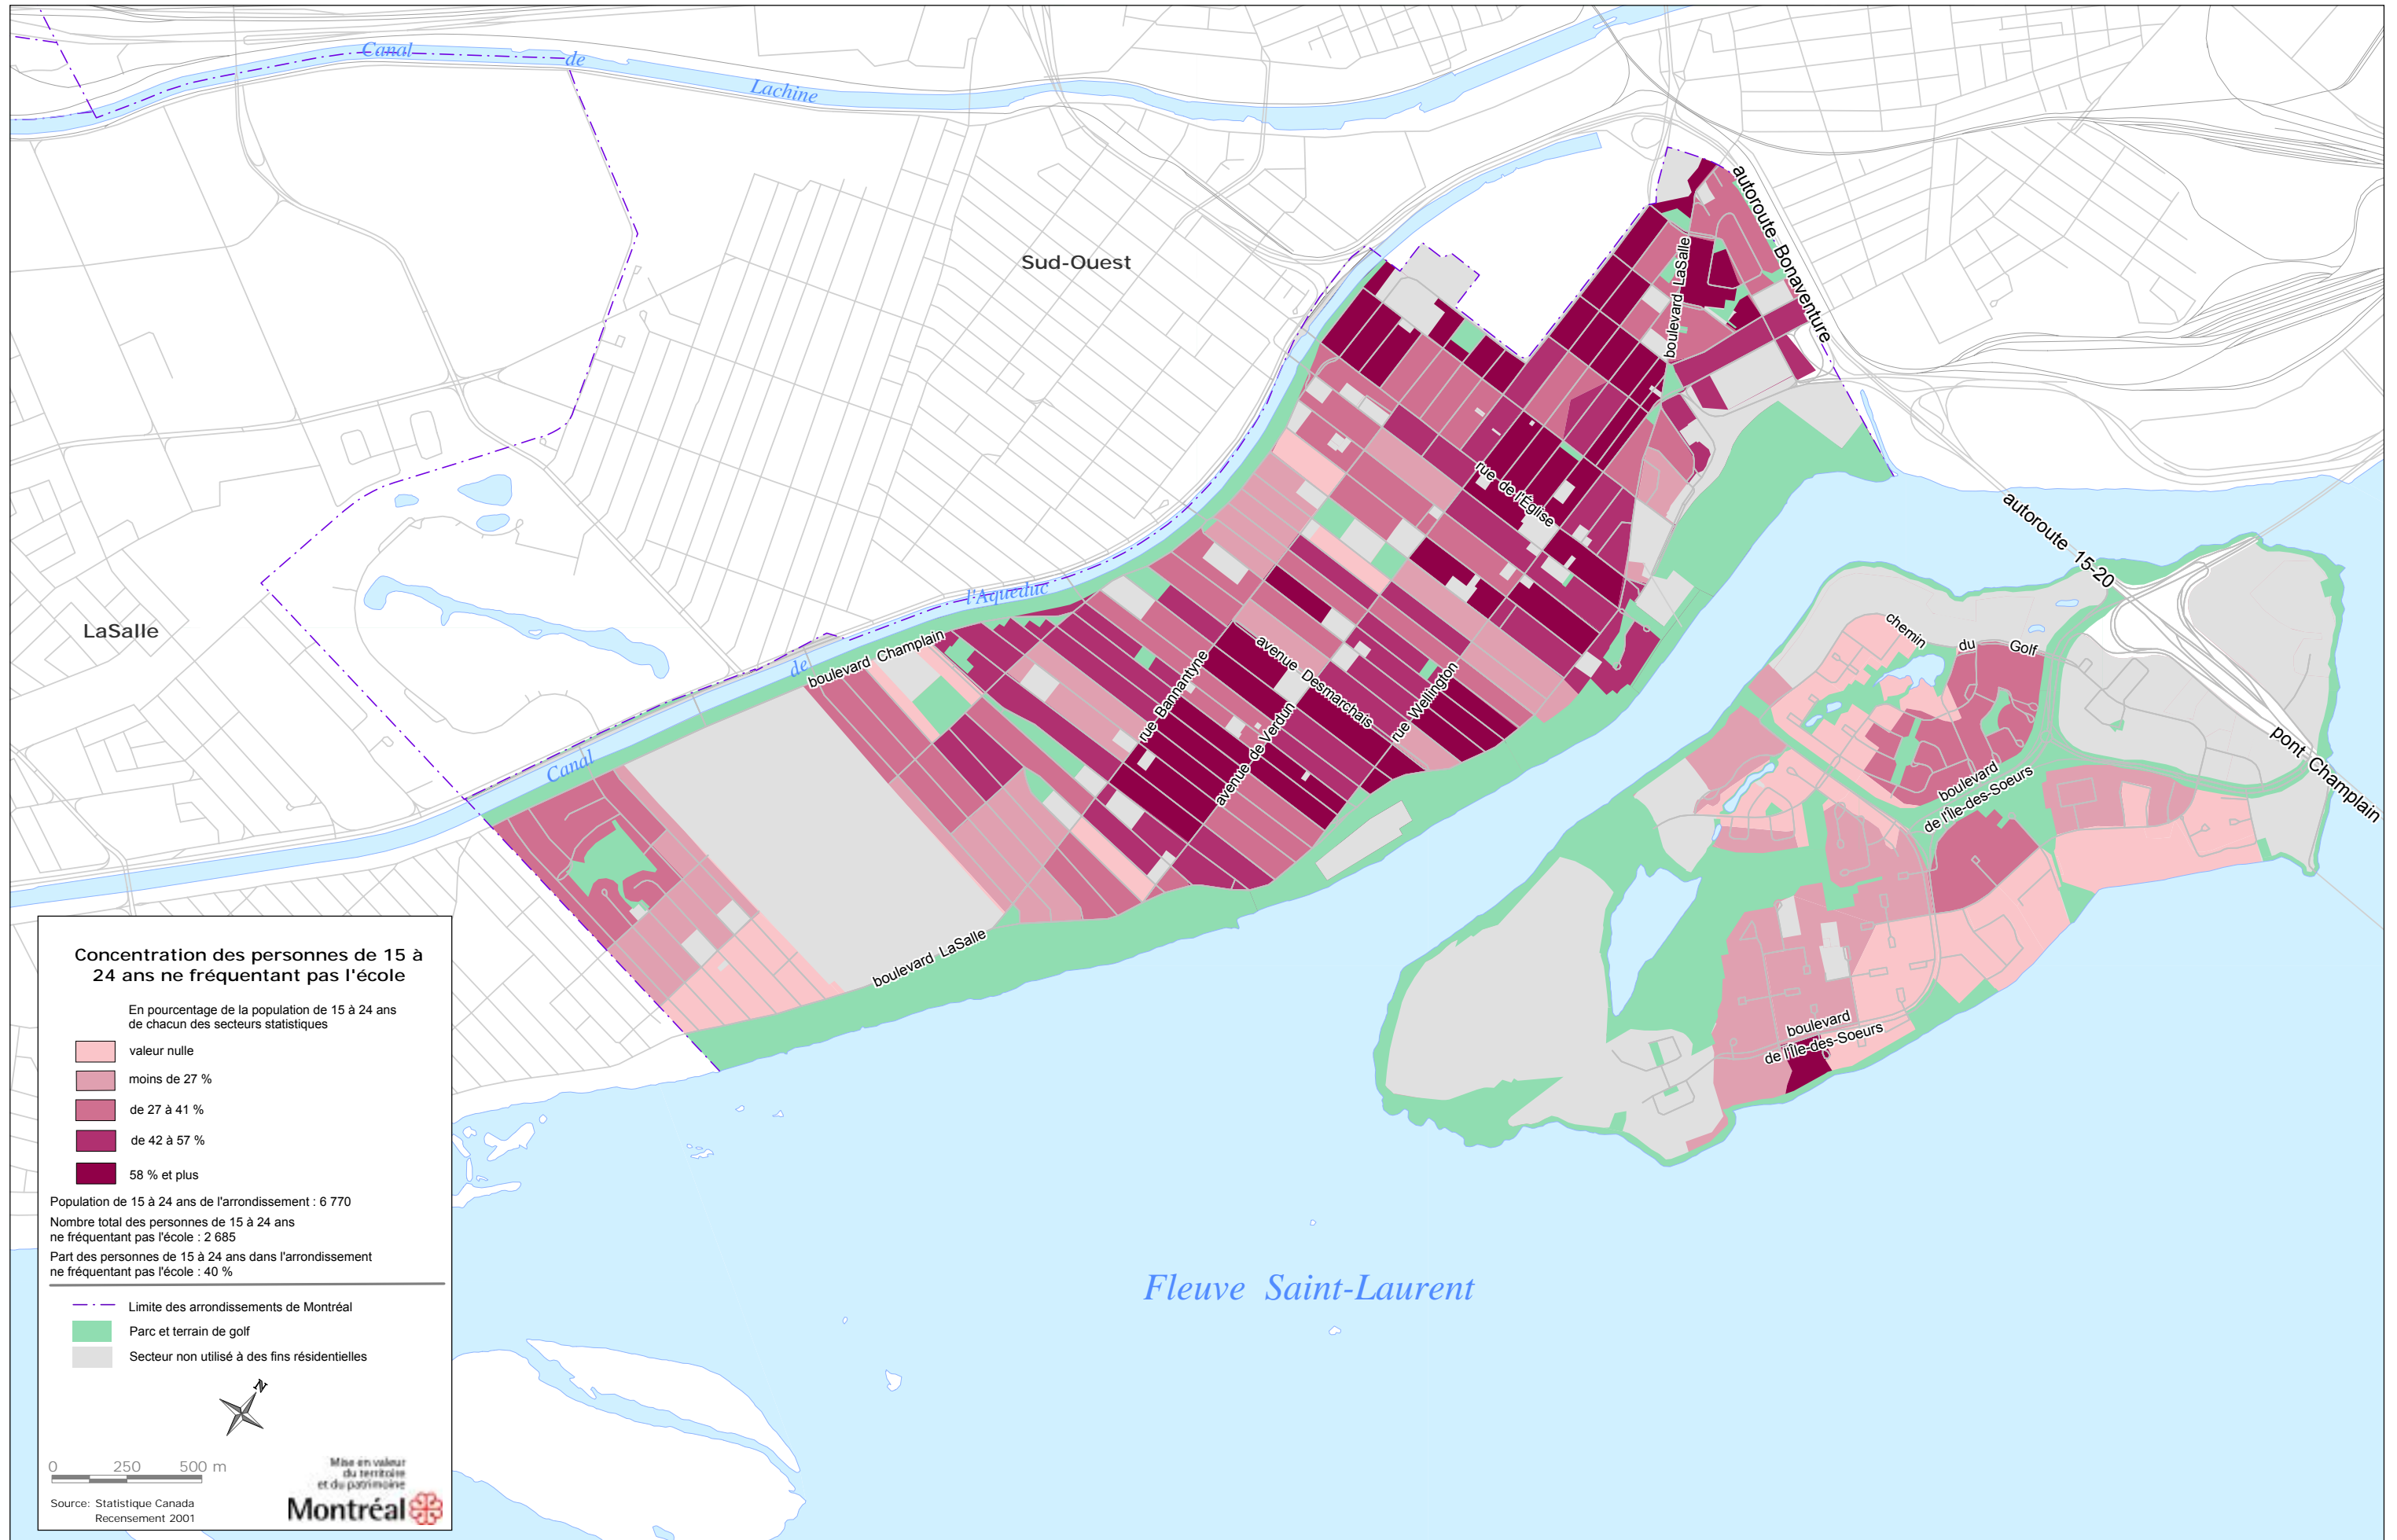 Canal
de
Lachine
Sud-Ouest
autoroute Bonaventure
boulevard LaSalle
rue de l'Église
autoroute 15-20
l'Aqueduc
LaSalle
de
boulevard Champlain
Canal
rue Bannantyne
avenue Desmarchais
avenue de Verdun
rue Wellington
chemin du Golf
pont Champlain
boulevard
de l'Île-des-Soeurs
boulevard LaSalle
boulevard
de l'Île-des-Soeurs
Fleuve Saint-Laurent
Concentration des personnes de 15 à
24 ans ne fréquentant pas l'école
En pourcentage de la population de 15 à 24 ans
de chacun des secteurs statistiques
valeur nulle
moins de 27 %
de 27 à 41 %
de 42 à 57 %
58 % et plus
Population de 15 à 24 ans de l'arrondissement : 6 770
Nombre total des personnes de 15 à 24 ans
ne fréquentant pas l'école : 2 685
Part des personnes de 15 à 24 ans dans l'arrondissement
ne fréquentant pas l'école : 40 %
Limite des arrondissements de Montréal
Parc et terrain de golf
Secteur non utilisé à des fins résidentielles
N
0 250 500 m
Mise en valeur
du territoire
et du patrimoine
Montréal
Source: Statistique Canada
Recensement 2001